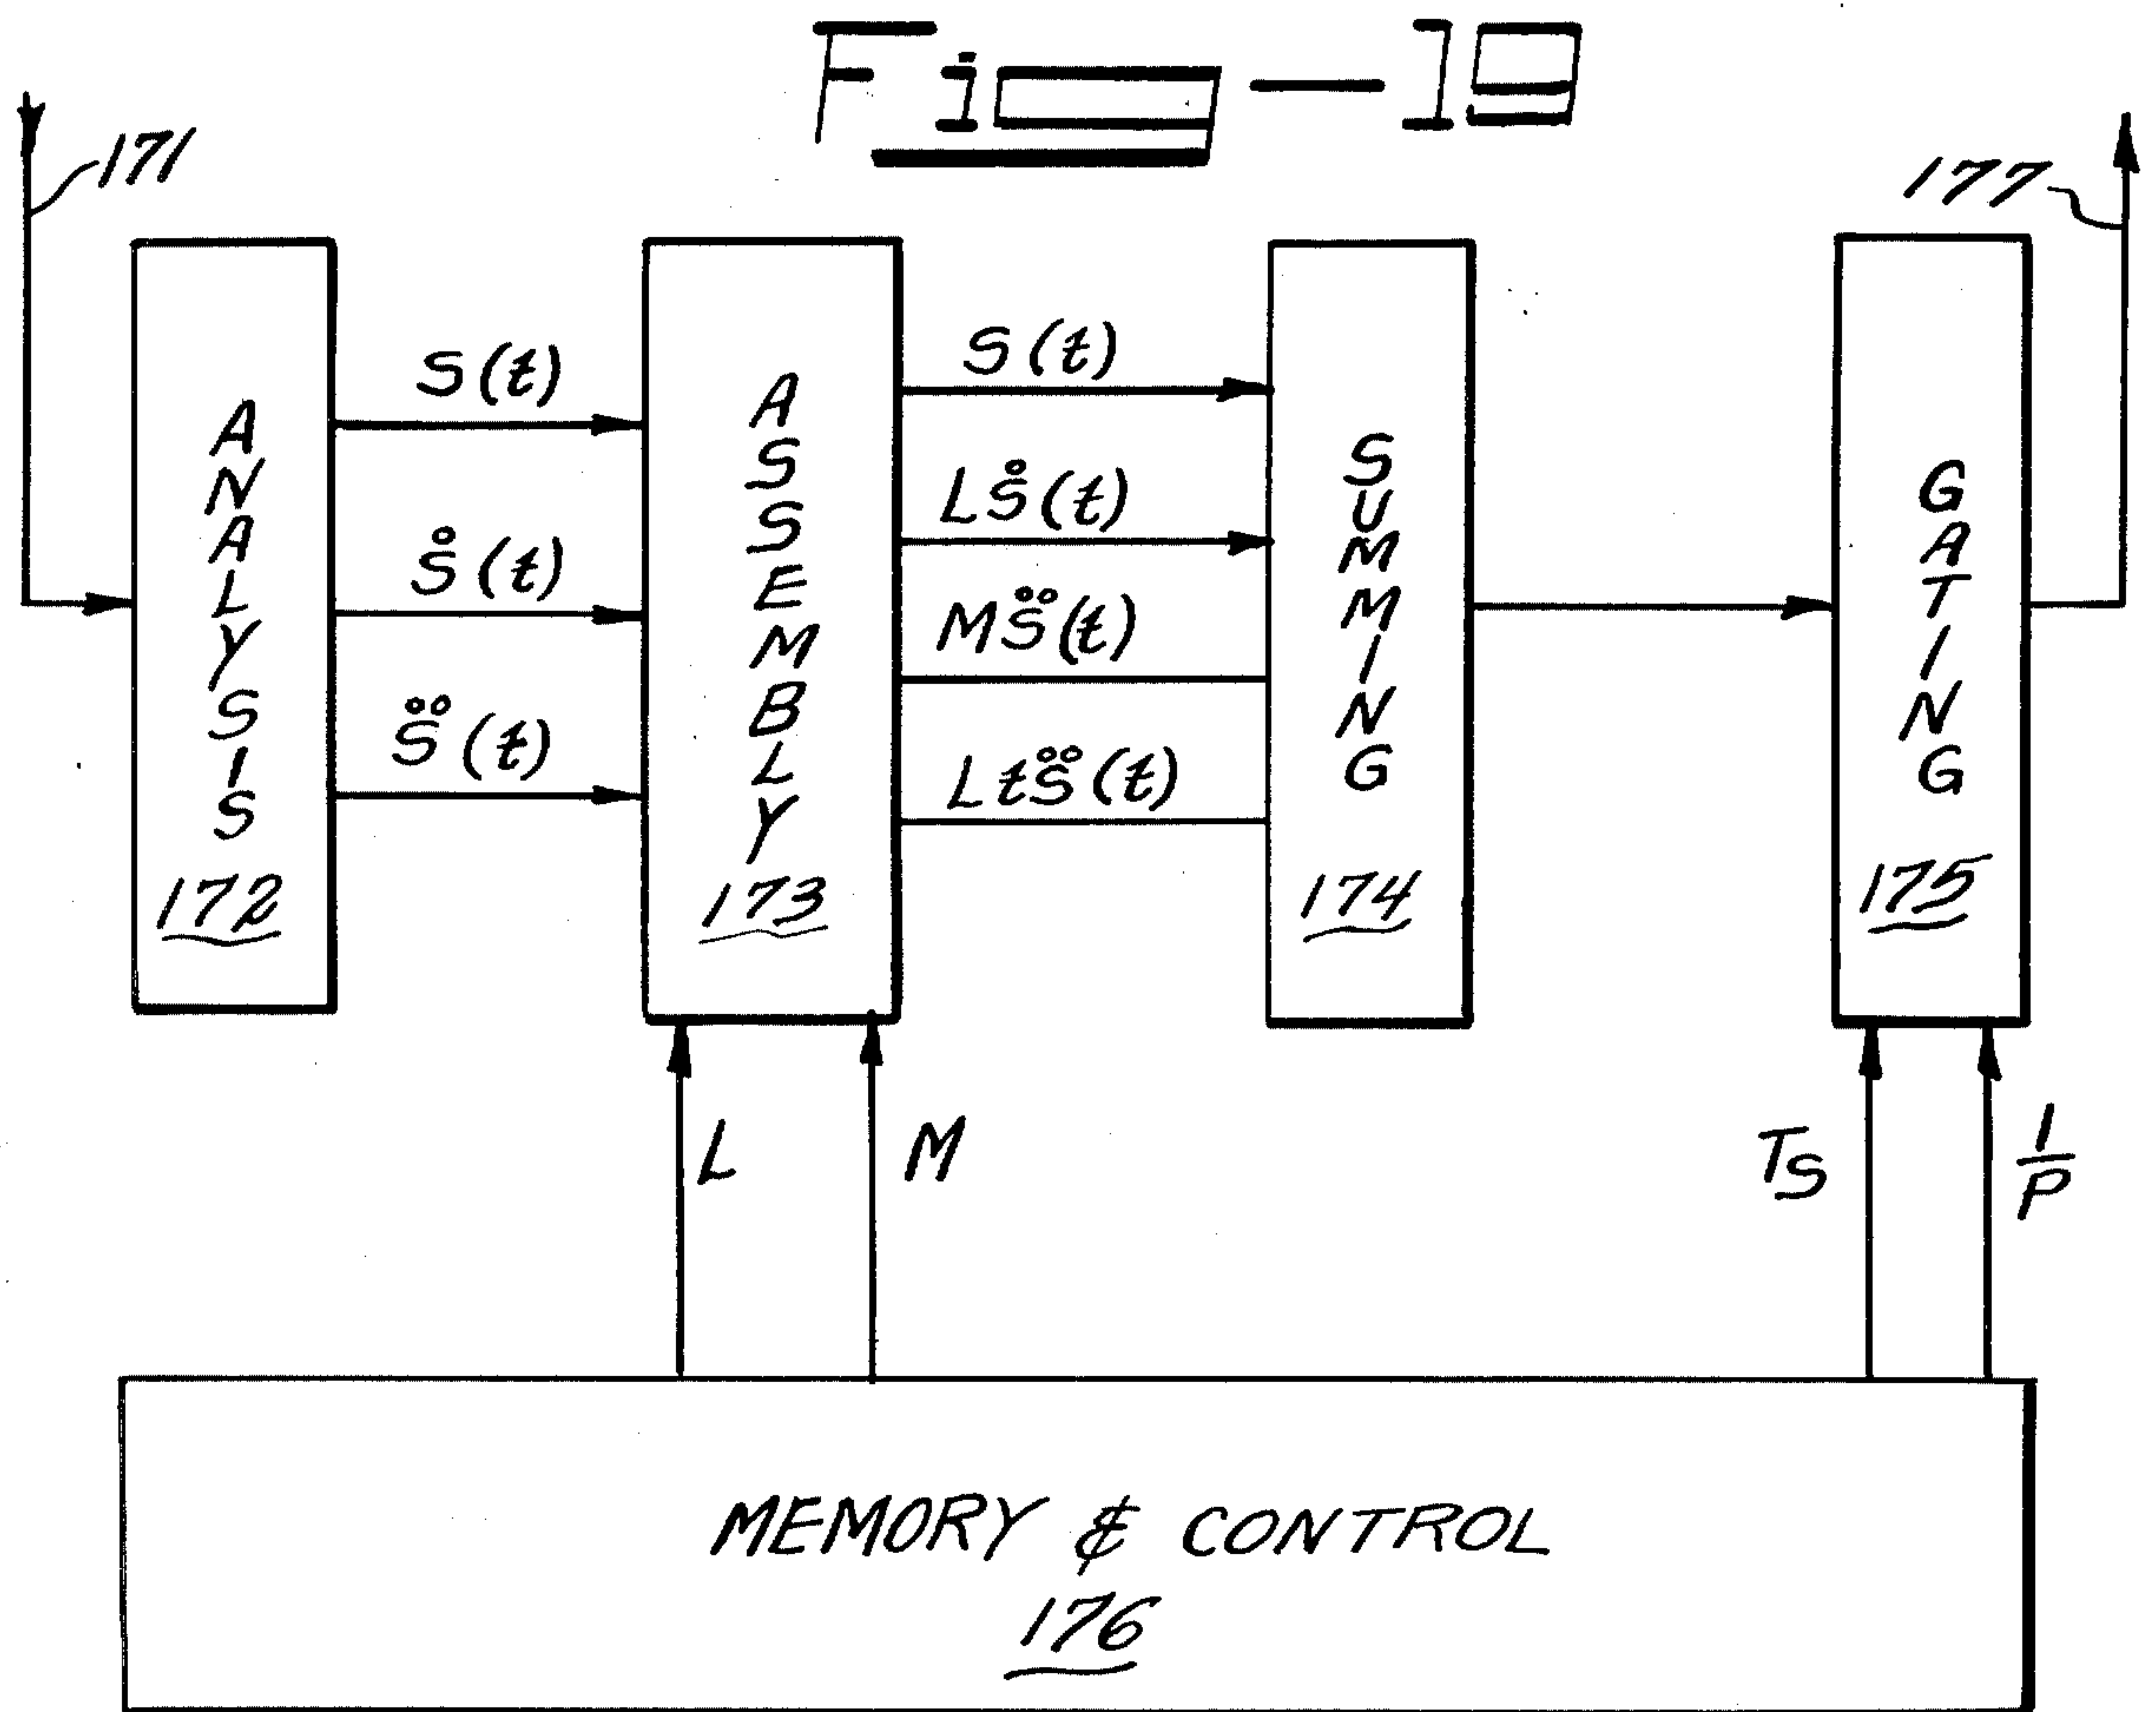 Fig-19
171
177
ANALYSIS
172
S(t)
S̊(t)
S̊̊(t)
ASSEMBLY
173
S(t)
LS̊(t)
MS̊̊(t)
LtS̊̊(t)
SUMMING
174
GATING
175
L
M
TS
1/P
MEMORY & CONTROL
176